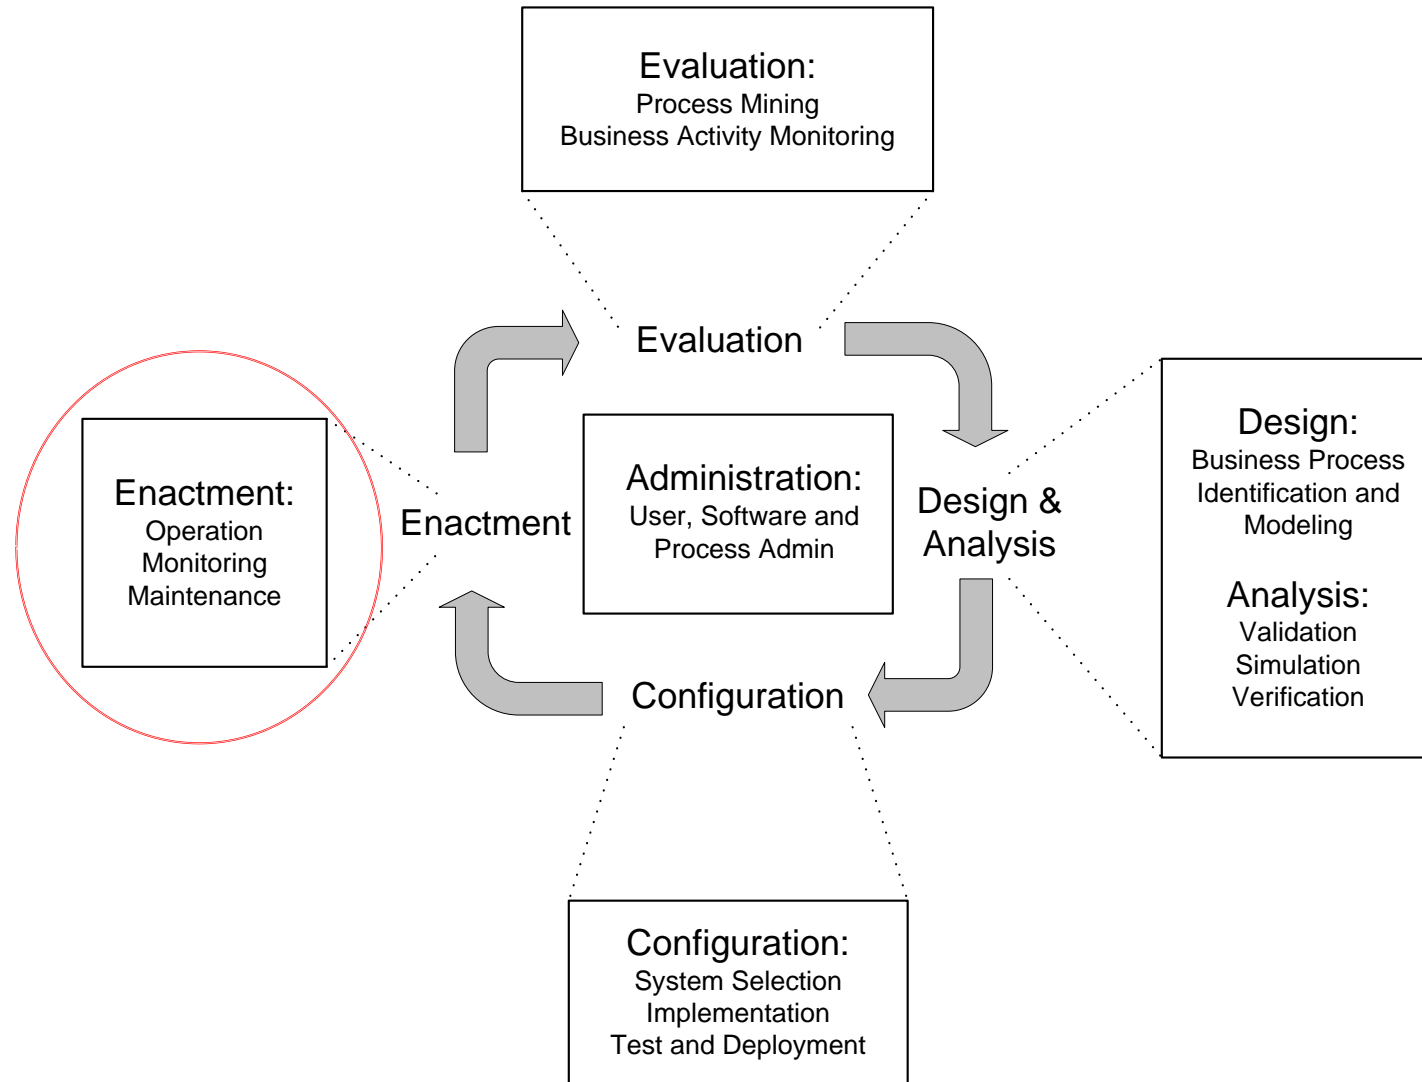 Evaluation:
Process Mining
Business Activity Monitoring
Evaluation
Enactment:
Operation
Monitoring
Maintenance
Enactment
Administration:
User, Software and
Process Admin
Design &
Analysis
Design:
Business Process
Identification and
Modeling
Analysis:
Validation
Simulation
Verification
Configuration
Configuration:
System Selection
Implementation
Test and Deployment